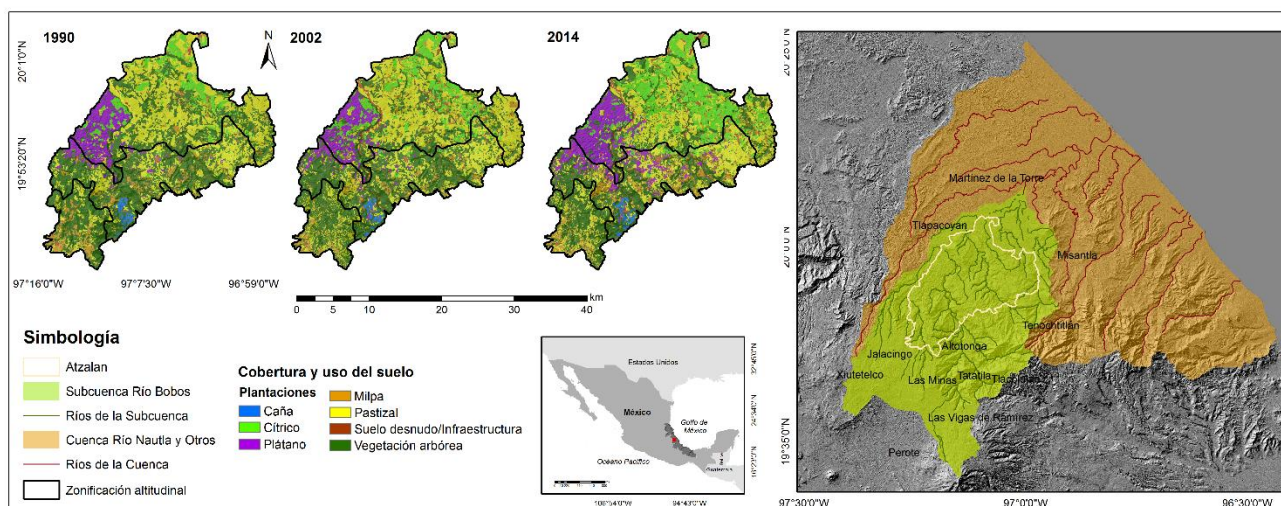 1990
2002
2014
N
20°1'0"N
19°53'20"N
97°16'0"W
97°7'30"W
96°59'0"W
0 5 10 20 30 40
km
Simbología
Atzalan
Subcuenca Río Bobos
Ríos de la Subcuenca
Cuenca Río Nautla y Otros
Ríos de la Cuenca
Zonificación altitudinal
Cobertura y uso del suelo
Plantaciones
Caña
Cítrico
Plátano
Milpa
Pastizal
Suelo desnudo/Infraestructura
Vegetación arbórea
Estados Unidos
México
Golfo de
México
Océano Pacífico
94°43'0"W
Martínez de la Torre
Tlapacoyan
Misantla
Tenochtitlán
Altotonga
Jalacingo
Xiutetelco
Las Minas
Tatatila
Las Vigas de Ramírez
Perote
19°35'0"N
97°30'0"W
97°0'0"W
96°30'0"W